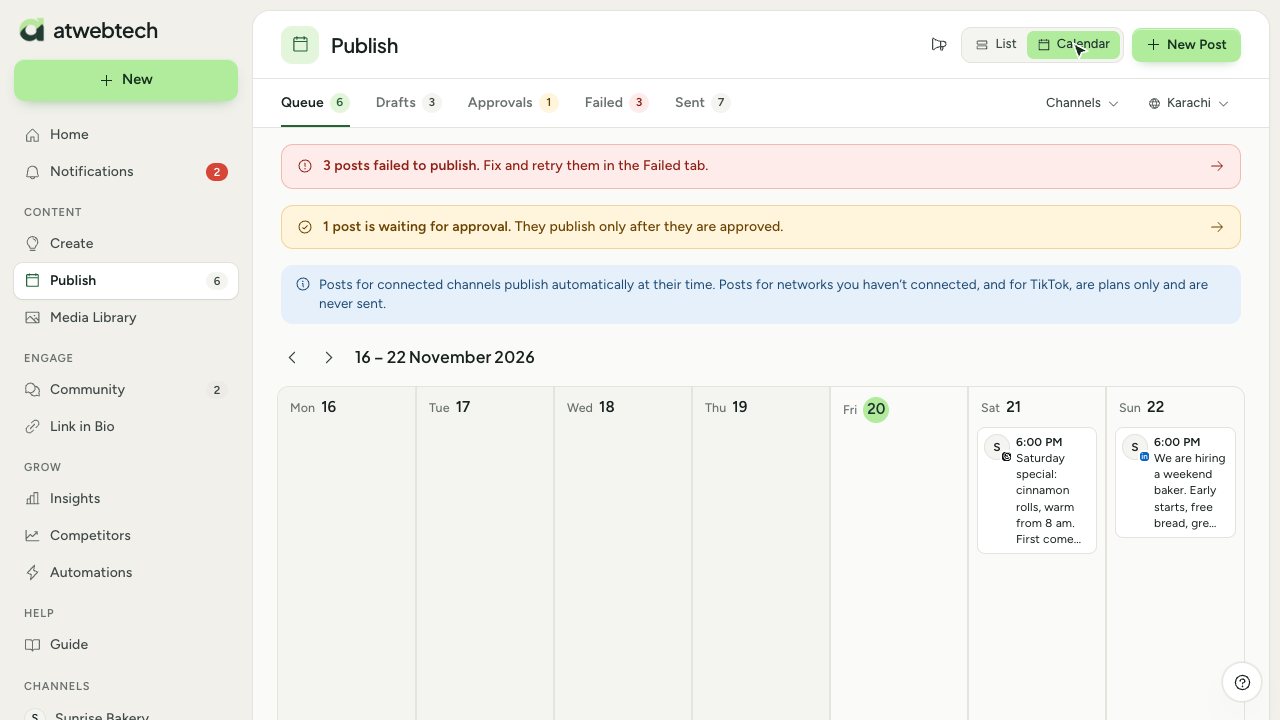 atwebtech
New
Home
Notifications 2
CONTENT
Create
Publish 6
Media Library
ENGAGE
Community 2
Link in Bio
GROW
Insights
Competitors
Automations
HELP
Guide
CHANNELS
S Sunrise Bakery
Publish
List
Calendar
New Post
Queue 6
Drafts 3
Approvals 1
Failed 3
Sent 7
Channels
Karachi
3 posts failed to publish. Fix and retry them in the Failed tab.
1 post is waiting for approval. They publish only after they are approved.
Posts for connected channels publish automatically at their time. Posts for networks you haven't connected, and for TikTok, are plans only and are
never sent.
16 – 22 November 2026
Mon 16
Tue 17
Wed 18
Thu 19
Fri 20
Sat 21
Sun 22
S
6:00 PM
Saturday
special:
cinnamon
rolls, warm
from 8 am.
First come…
S
in
6:00 PM
We are hiring
a weekend
baker. Early
starts, free
bread, gre…